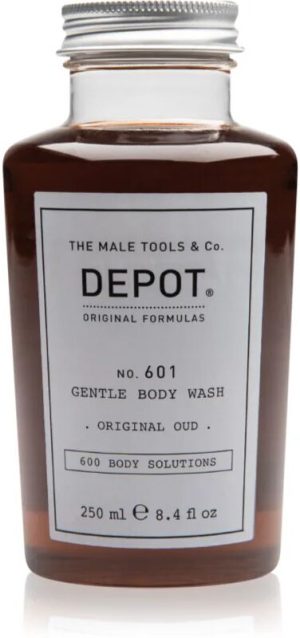 THE MALE TOOLS & Co.
DEPOT®
ORIGINAL FORMULAS
NO. 601
GENTLE BODY WASH
. ORIGINAL OUD .
600 BODY SOLUTIONS
250 ml ℮ 8.4 fl oz